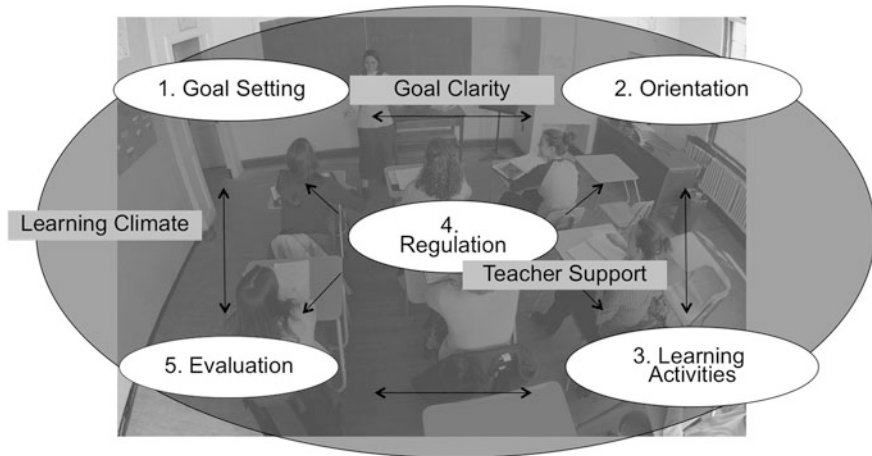 1. Goal Setting
Goal Clarity
2. Orientation
Learning Climate
4.
Regulation
Teacher Support
5. Evaluation
3. Learning
Activities